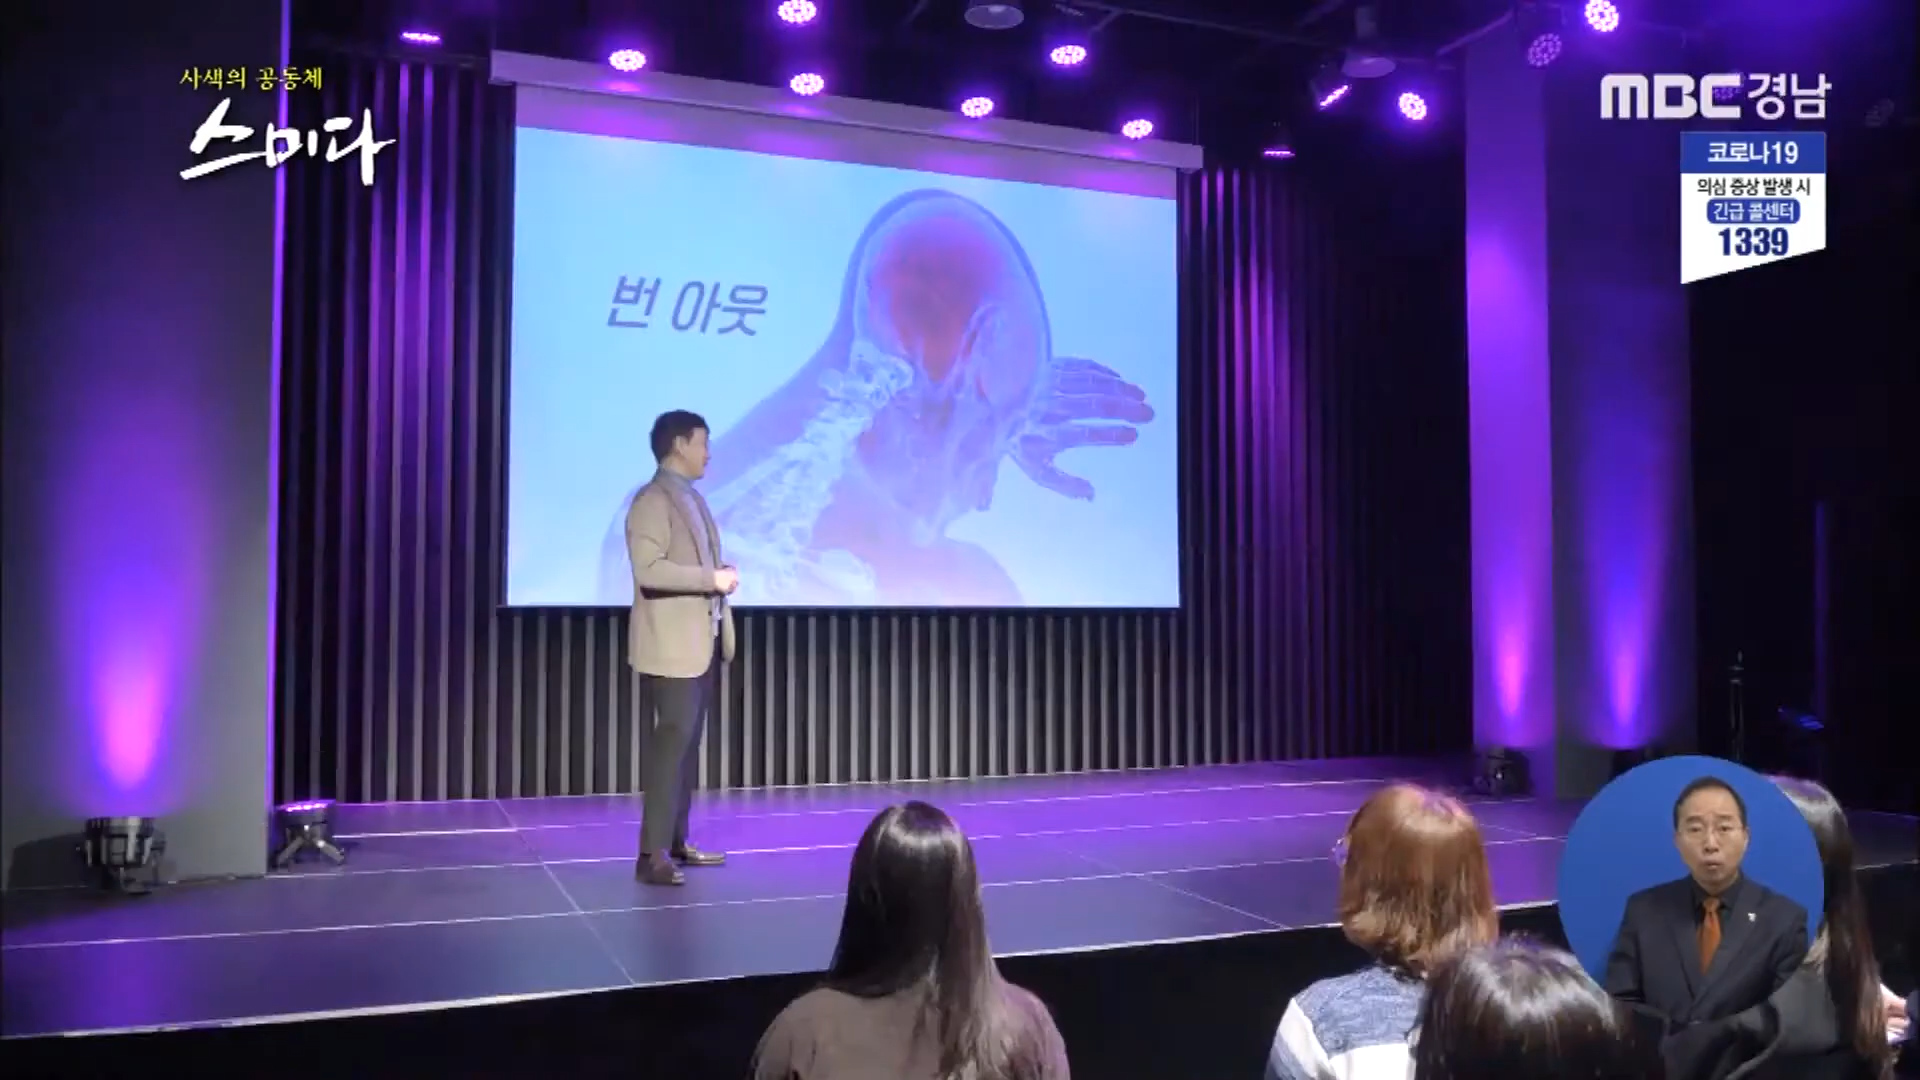 사색의 공동체
스미다
MBC경남
코로나19
의심 증상 발생 시
긴급 콜센터
1339
번 아웃